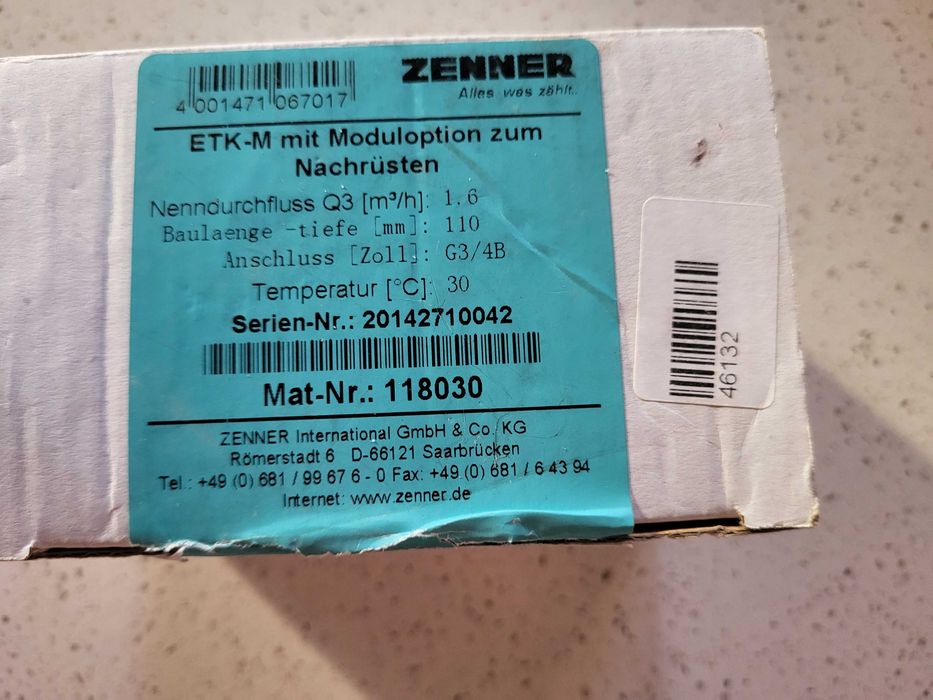 4 001471 067017
ZENNER
Alles was zählt.
ETK-M mit Moduloption zum
Nachrüsten
Nenndurchfluss Q3 [m³/h]: 1,6
Baulaenge -tiefe [mm]: 110
Anschluss [Zoll]: G3/4B
Temperatur [°C]: 30
Serien-Nr.: 20142710042
Mat-Nr.: 118030
ZENNER International GmbH & Co. KG
Römerstadt 6 D-66121 Saarbrücken
Tel.: +49 (0) 681 / 99 67 6 - 0 Fax: +49 (0) 681 / 6 43 94
Internet: www.zenner.de
46132